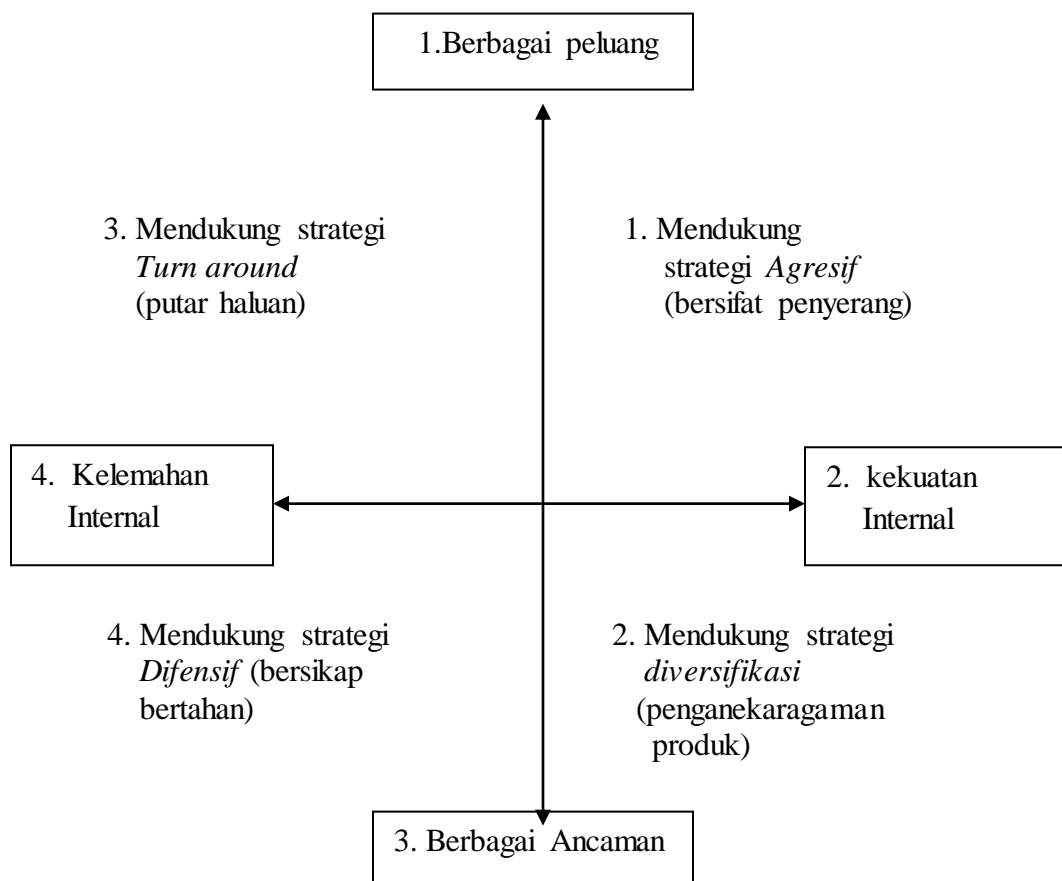 1.Berbagai peluang
3. Mendukung strategi
Turn around
(putar haluan)
1. Mendukung
strategi Agresif
(bersifat penyerang)
4. Kelemahan
Internal
2. kekuatan
Internal
4. Mendukung strategi
Difensif (bersikap
bertahan)
2. Mendukung strategi
diversifikasi
(penganekaragaman
produk)
3. Berbagai Ancaman